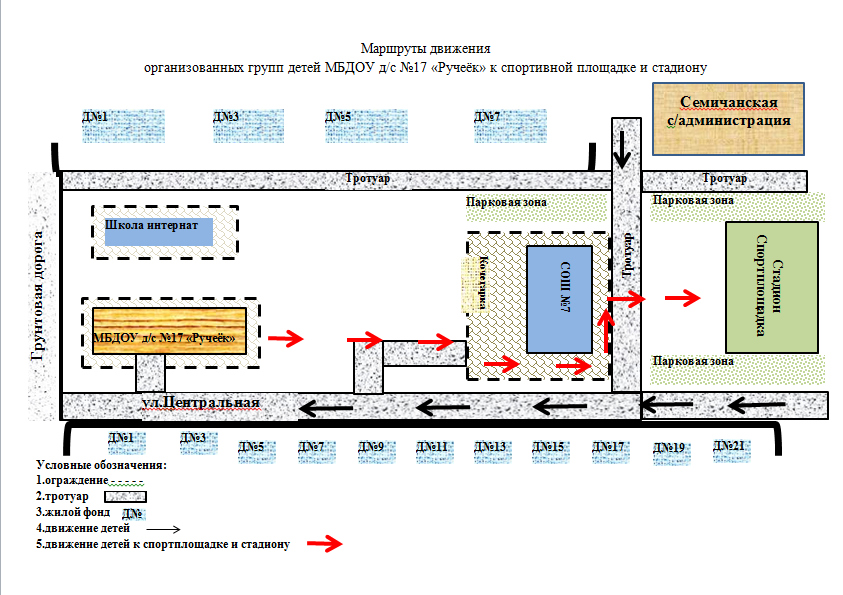 Маршруты движения
организованных групп детей МБДОУ д/с №17 «Ручеёк» к спортивной площадке и стадиону
Семичанская
с/администрация
Д№1
Д№3
Д№5
Д№7
Тротуар
Тротуар
Парковая зона
Парковая зона
Школа интернат
Грунтовая дорога
Кочегарка
СОШ №7
Тротуар
Стадион
Спортплощадка
МБДОУ д/с №17 «Ручеёк»
Парковая зона
ул.Центральная
Д№1
Д№3
Д№5
Д№7
Д№9
Д№11
Д№13
Д№15
Д№17
Д№19
Д№21
Условные обозначения:
1.ограждение - - - - -
2.тротуар
3.жилой фонд Д№
4.движение детей
5.движение детей к спортплощадке и стадиону